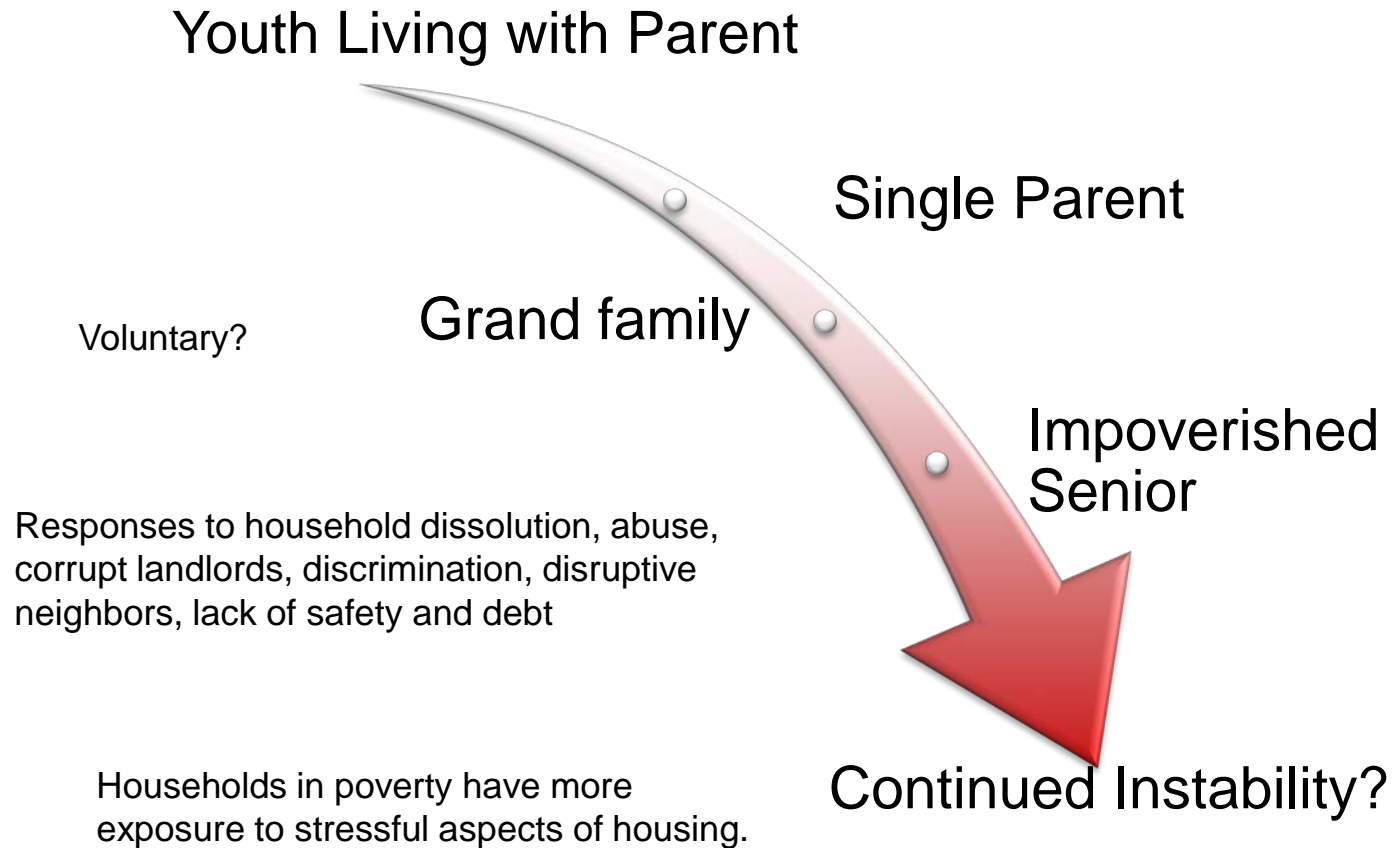 Youth Living with Parent
Single Parent
Grand family
Voluntary?
Impoverished
Senior
Responses to household dissolution, abuse,
corrupt landlords, discrimination, disruptive
neighbors, lack of safety and debt
Continued Instability?
Households in poverty have more
exposure to stressful aspects of housing.